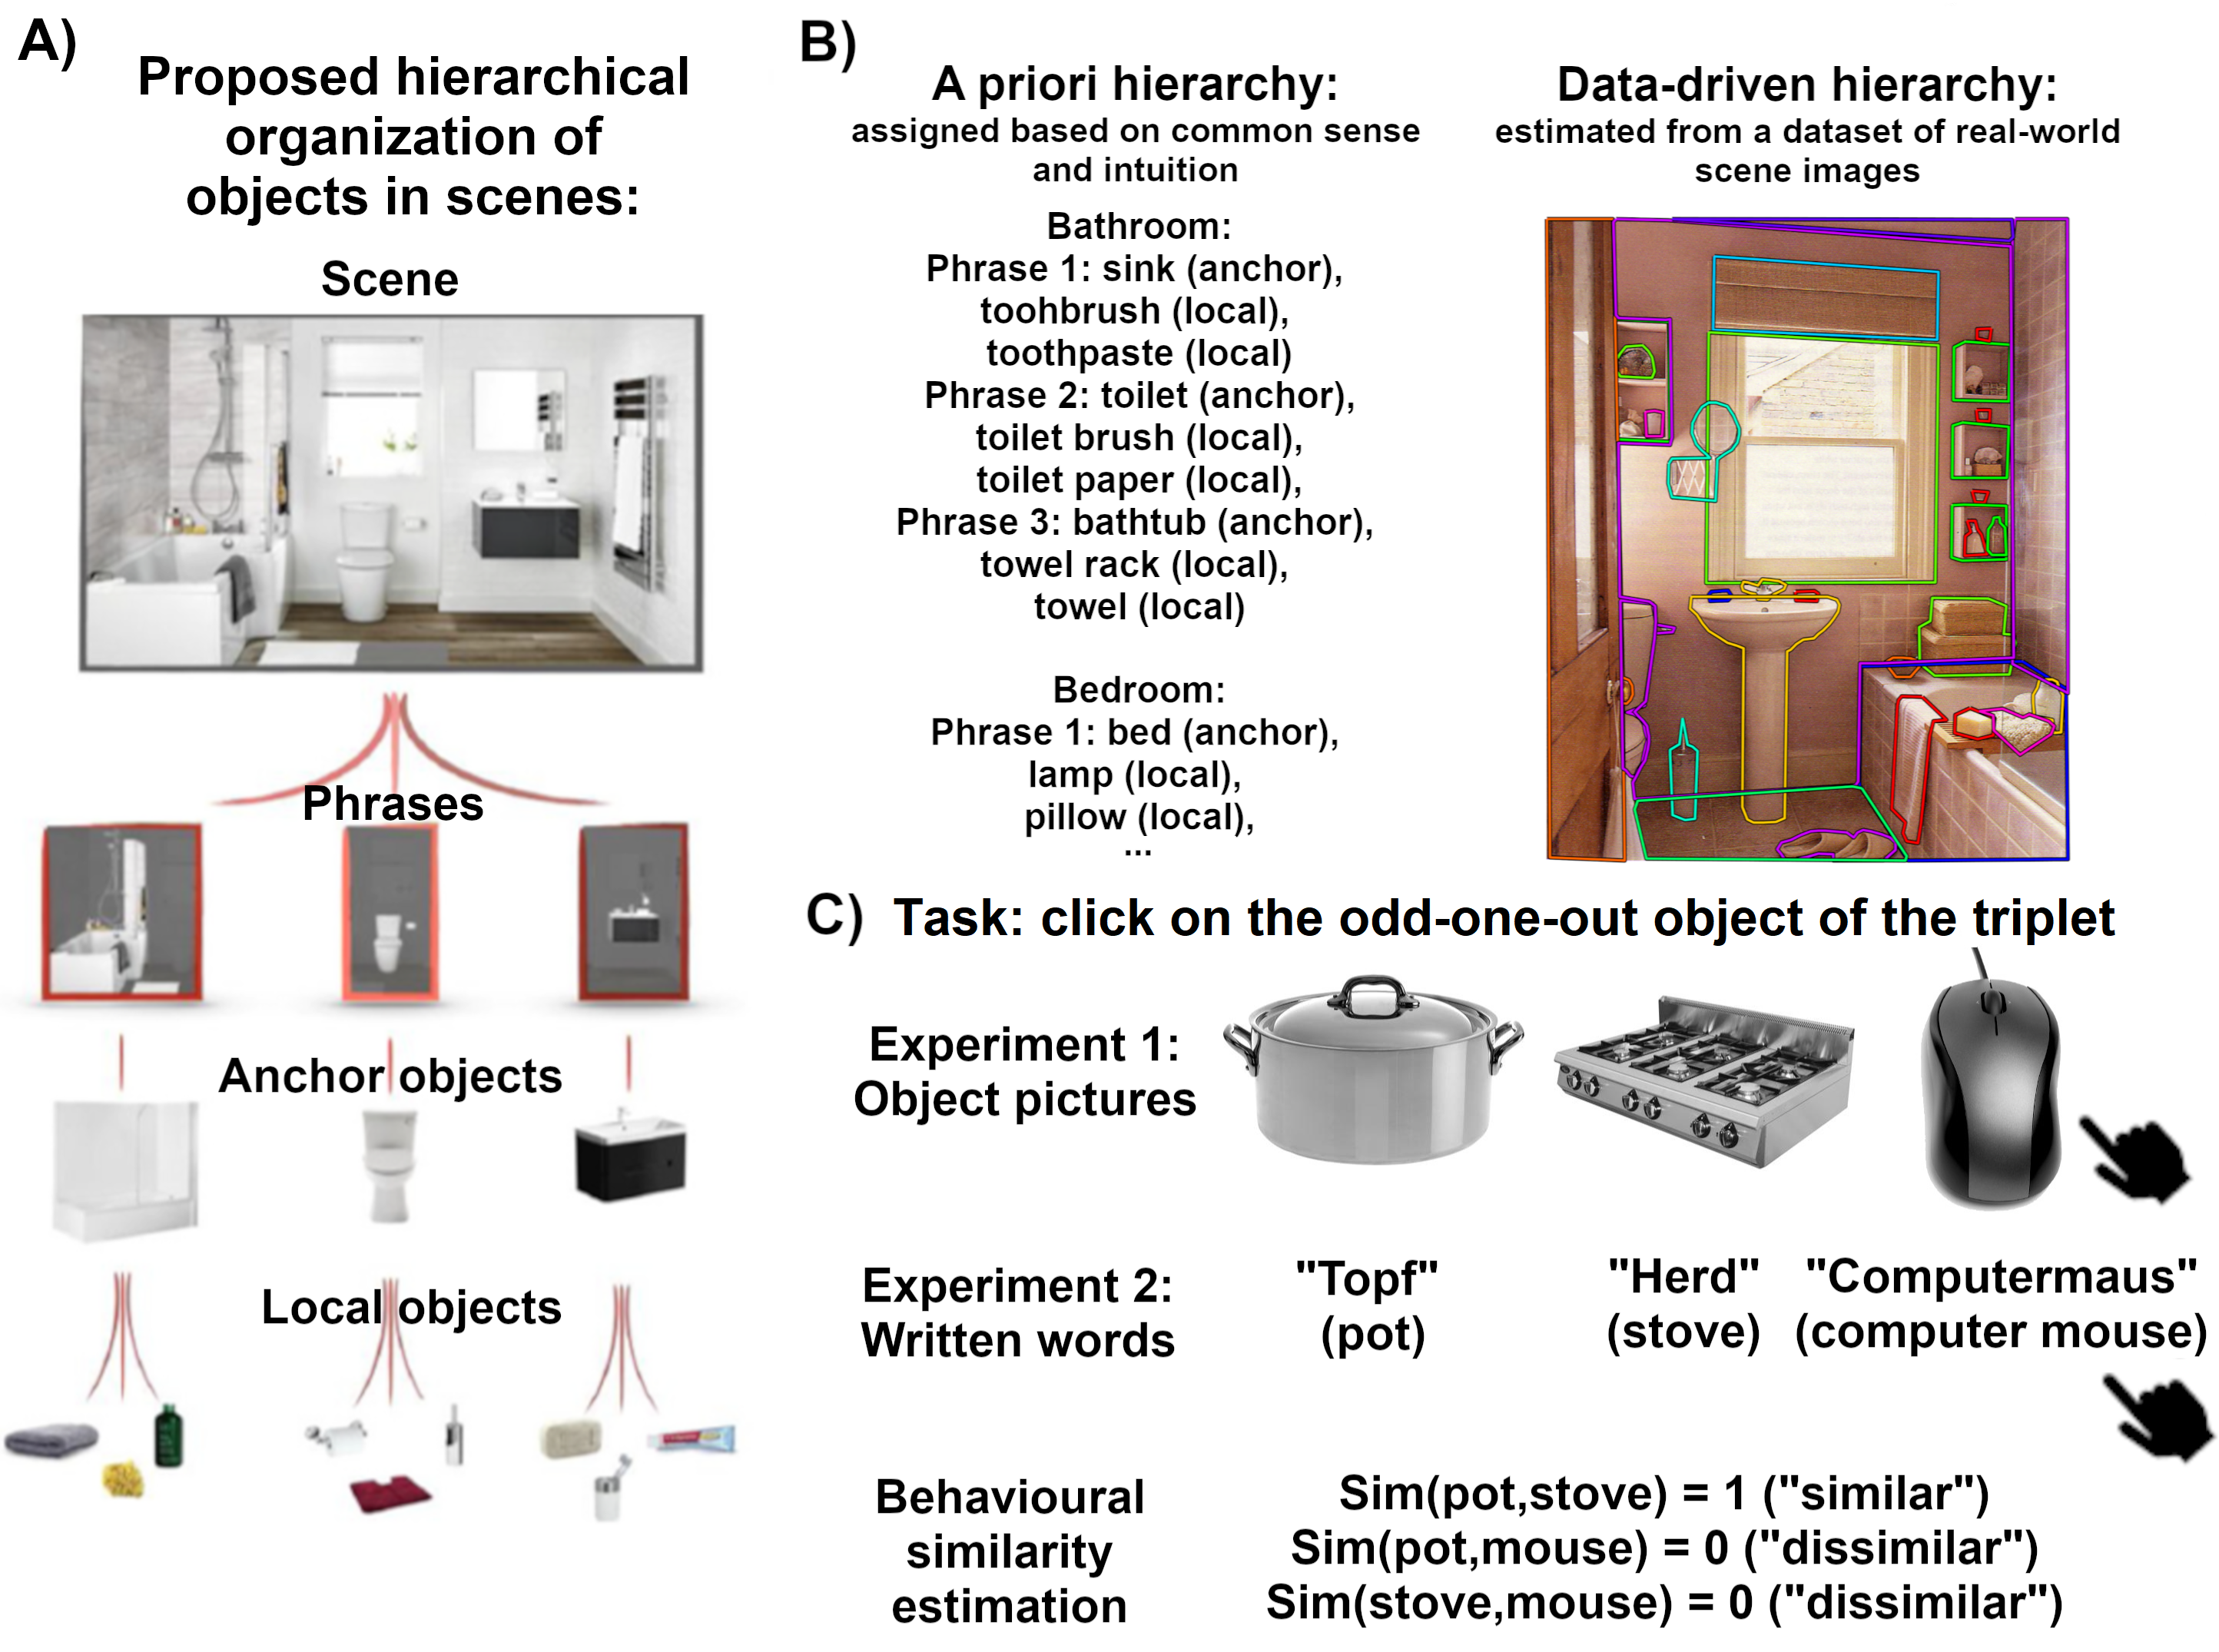 A)
Proposed hierarchical
organization of
objects in scenes:
Scene
Phrases
Anchor objects
Local objects
B)
A priori hierarchy:
assigned based on common sense
and intuition
Bathroom:
Phrase 1: sink (anchor),
toohbrush (local),
toothpaste (local)
Phrase 2: toilet (anchor),
toilet brush (local),
toilet paper (local),
Phrase 3: bathtub (anchor),
towel rack (local),
towel (local)
Bedroom:
Phrase 1: bed (anchor),
lamp (local),
pillow (local),
...
Data-driven hierarchy:
estimated from a dataset of real-world
scene images
C) Task: click on the odd-one-out object of the triplet
Experiment 1:
Object pictures
Experiment 2:
Written words
"Topf"
(pot)
"Herd"
(stove)
"Computermaus"
(computer mouse)
Behavioural
similarity
estimation
Sim(pot,stove) = 1 ("similar")
Sim(pot,mouse) = 0 ("dissimilar")
Sim(stove,mouse) = 0 ("dissimilar")